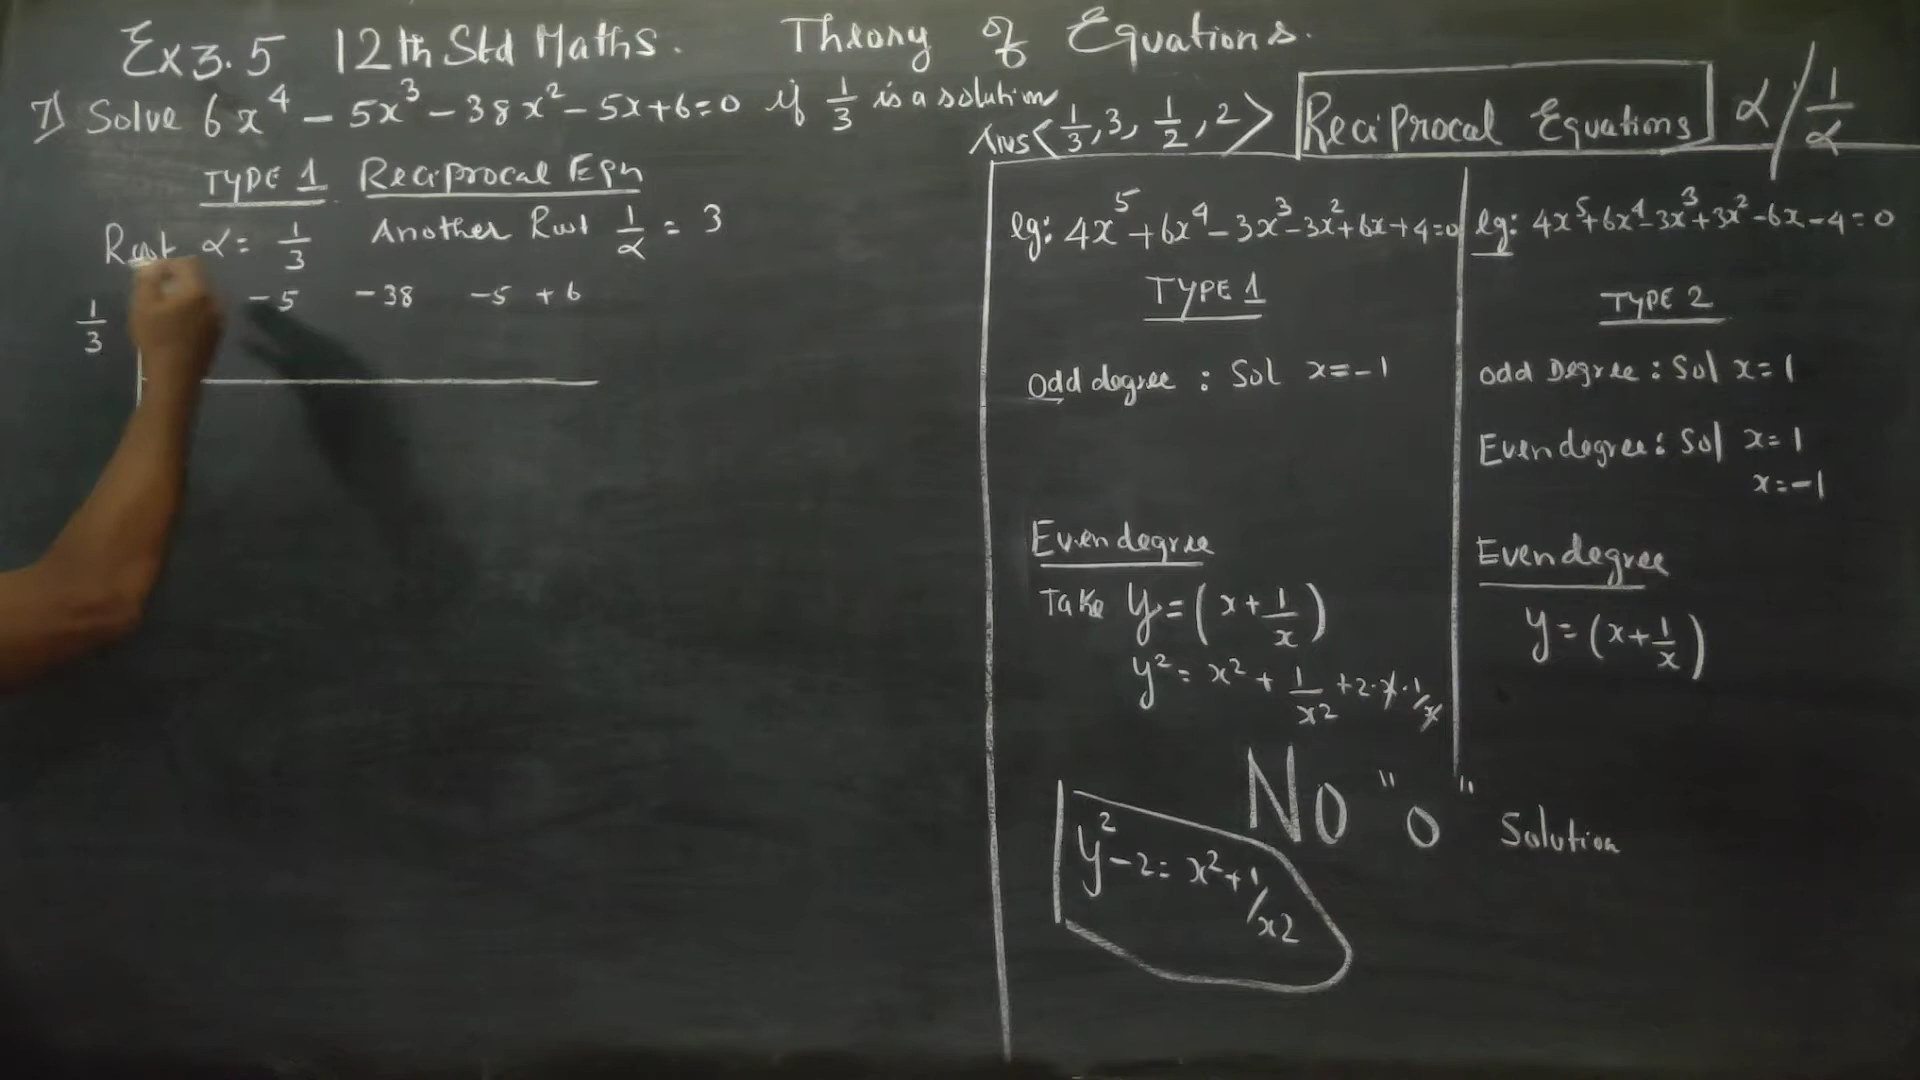 Ex 3.5 12th Std Maths. Theory of Equations.
7) Solve 6x⁴ - 5x³ - 38x² - 5x + 6 = 0 if 1/3 is a solution
Ans < 1/3, 3, 1/2, 2 >
Reciprocal Equations α / 1/α
TYPE 1 Reciprocal Eqn
Root α = 1/3 Another Root 1/α = 3
1/3 -5 -38 -5 +6
eg: 4x⁵ + 6x⁴ - 3x³ - 3x² + 6x + 4 = 0
TYPE 1
Odd degree : Sol x = -1
Even degree
Take y = (x + 1/x)
y² = x² + 1/x² + 2·x·1/x
y² - 2 = x² + 1/x2
eg: 4x⁵ + 6x⁴ - 3x³ + 3x² - 6x - 4 = 0
TYPE 2
Odd Degree : Sol x = 1
Even degree : Sol x = 1
x = -1
Even degree
y = (x + 1/x)
NO "0" Solution